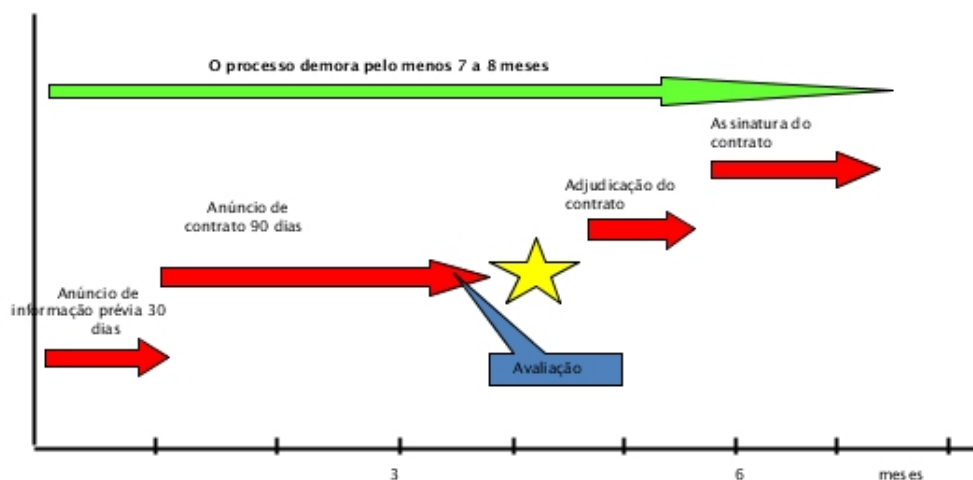 O processo demora pelo menos 7 a 8 meses
Assinatura do
contrato
Adjudicação do
contrato
Anúncio de
contrato 90 dias
Anúncio de
informação prévia 30
dias
Avaliação
3
6
meses